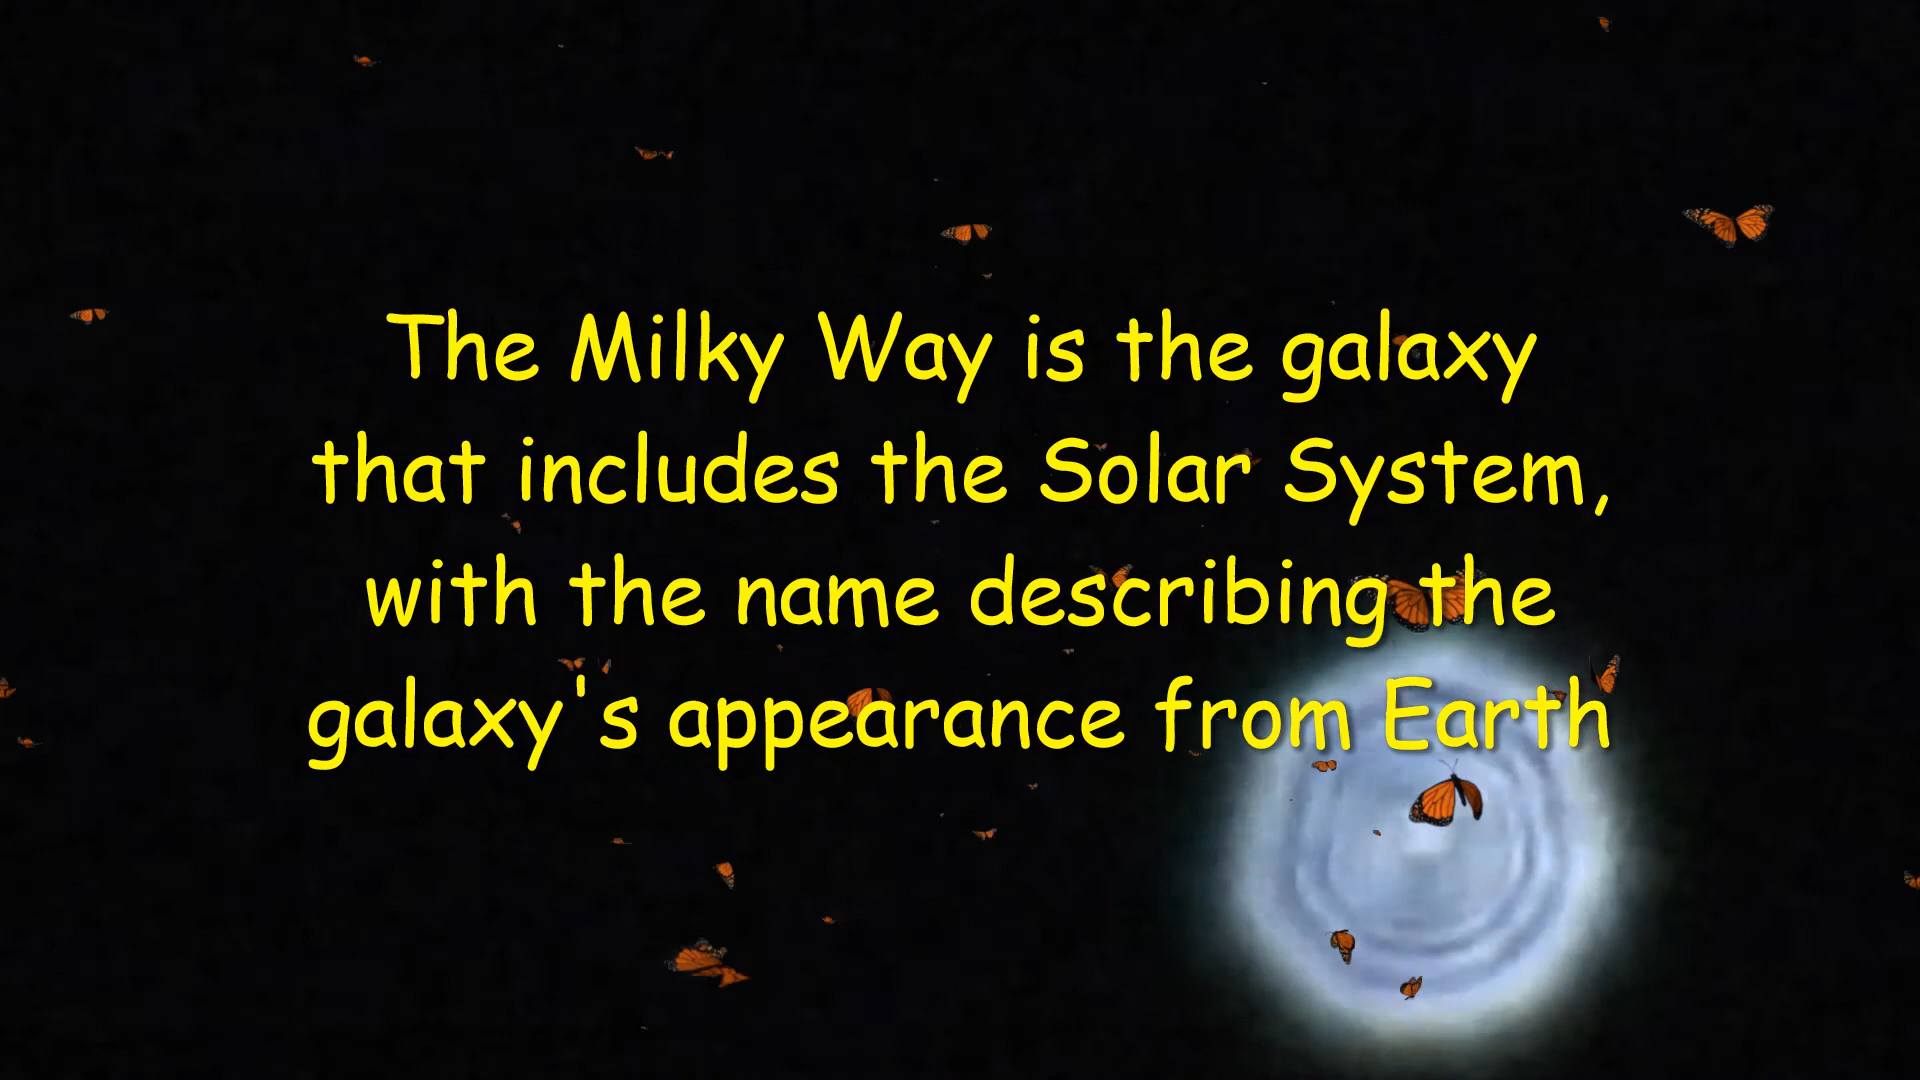 The Milky Way is the galaxy
that includes the Solar System,
with the name describing the
galaxy's appearance from Earth